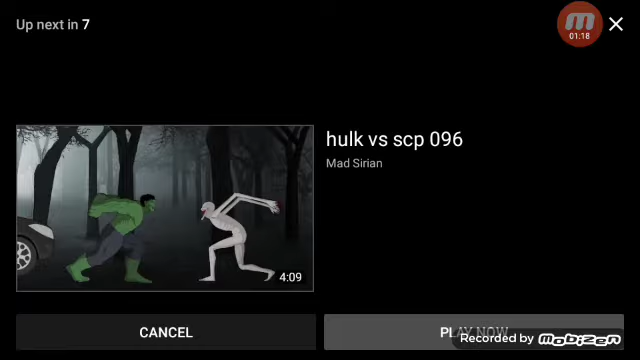 Up next in 7
01:18
hulk vs scp 096
Mad Sirian
4:09
CANCEL
PLAY NOW
Recorded by MOBIZEN